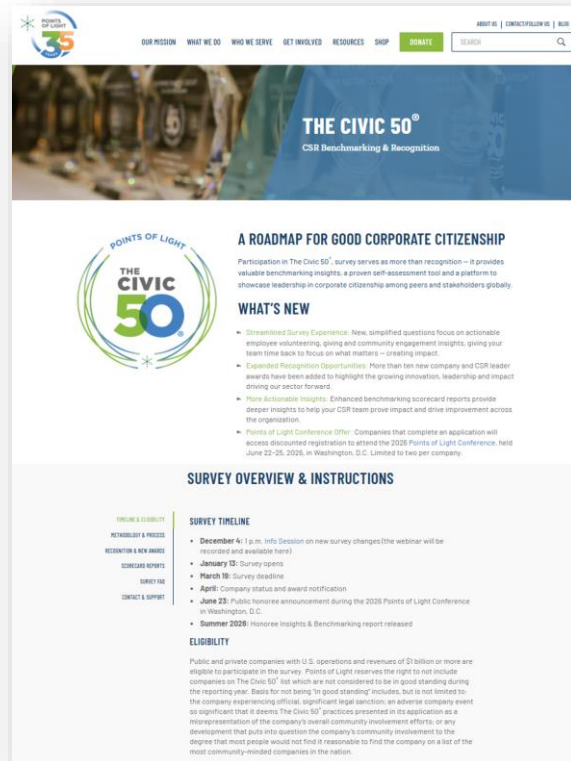 POINTS
OF LIGHT
35
YEARS
ABOUT US | CONTACT/FOLLOW US | BLOG
OUR MISSION WHAT WE DO WHO WE SERVE GET INVOLVED RESOURCES SHOP DONATE SEARCH
THE CIVIC 50®
CSR Benchmarking & Recognition
POINTS OF LIGHT
THE
CIVIC
50
A ROADMAP FOR GOOD CORPORATE CITIZENSHIP
Participation in The Civic 50®, survey serves as more than recognition — it provides
valuable benchmarking insights, a proven self-assessment tool and a platform to
showcase leadership in corporate citizenship among peers and stakeholders globally.
WHAT'S NEW
Streamlined Survey Experience: New, simplified questions focus on actionable
employee volunteering, giving and community engagement insights, giving your
team time back to focus on what matters — creating impact.
Expanded Recognition Opportunities: More than ten new company and CSR leader
awards have been added to highlight the growing innovation, leadership and impact
driving our sector forward.
More Actionable Insights: Enhanced benchmarking scorecard reports provide
deeper insights to help your CSR team prove impact and drive improvement across
the organization.
Points of Light Conference Offer: Companies that complete an application will
access discounted registration to attend the 2026 Points of Light Conference, held
June 22-25, 2026, in Washington, D.C. Limited to two per company.
SURVEY OVERVIEW & INSTRUCTIONS
TIMELINE & ELIGIBILITY
METHODOLOGY & PROCESS
RECOGNITION & NEW AWARDS
SCORECARD REPORTS
SURVEY FAQ
CONTACT & SUPPORT
SURVEY TIMELINE
• December 4: 1 p.m. Info Session on new survey changes (the webinar will be
recorded and available here)
• January 13: Survey opens
• March 19: Survey deadline
• April: Company status and award notification
• June 23: Public honoree announcement during the 2026 Points of Light Conference
in Washington, D.C.
• Summer 2026: Honoree Insights & Benchmarking report released
ELIGIBILITY
Public and private companies with U.S. operations and revenues of $1 billion or more are
eligible to participate in the survey. Points of Light reserves the right to not include
companies on The Civic 50® list which are not considered to be in good standing during
the reporting year. Basis for not being "in good standing" includes, but is not limited to:
the company experiencing official, significant legal sanction; an adverse company event
so significant that it deems The Civic 50® practices presented in its application as a
misrepresentation of the company's overall community involvement efforts; or any
development that puts into question the company's community involvement to the
degree that most people would not find it reasonable to find the company on a list of the
most community-minded companies in the nation.